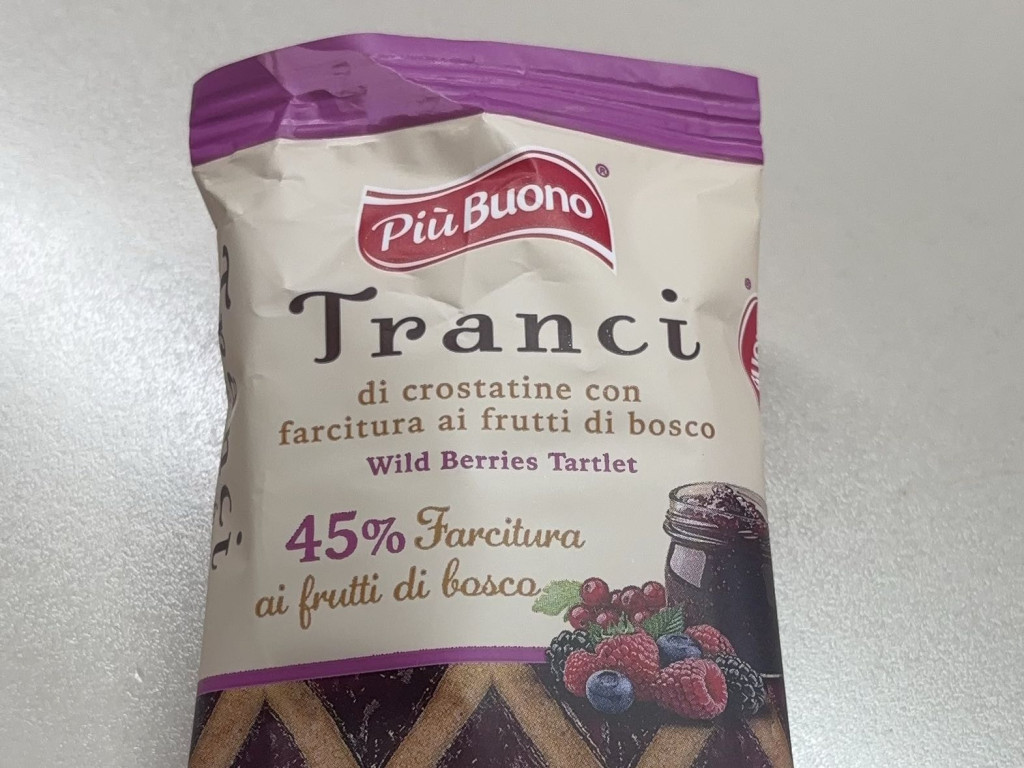 Più Buono®
Tranci
di crostatine con
farcitura ai frutti di bosco
Wild Berries Tartlet
45% Farcitura
ai frutti di bosco
Tranci